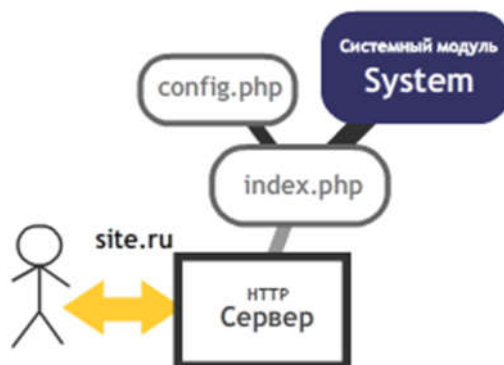 Системный модуль
System
config.php
index.php
site.ru
HTTP
Сервер